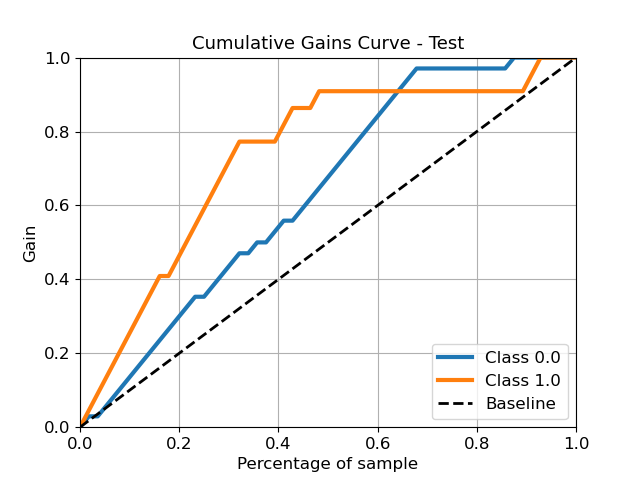 Cumulative Gains Curve - Test
1.0
0.8
0.6
0.4
0.2
0.0
Gain
0.0 0.2 0.4 0.6 0.8 1.0
Percentage of sample
Class 0.0
Class 1.0
Baseline